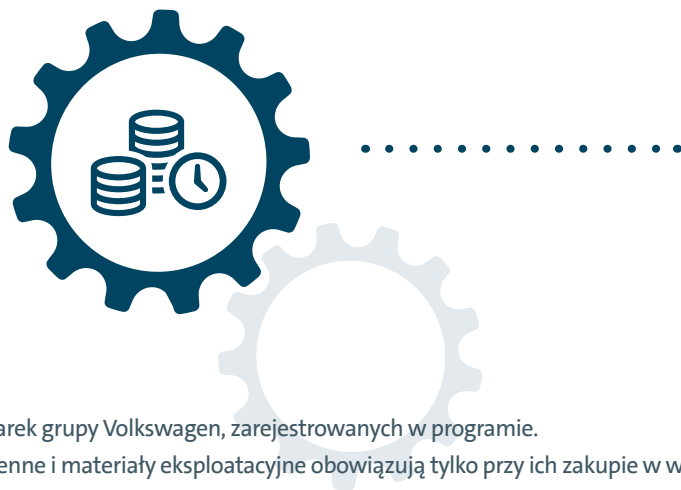 arek grupy Volkswagen, zarejestrowanych w programie.
enne i materiały eksploatacyjne obowiązują tylko przy ich zakupie w w